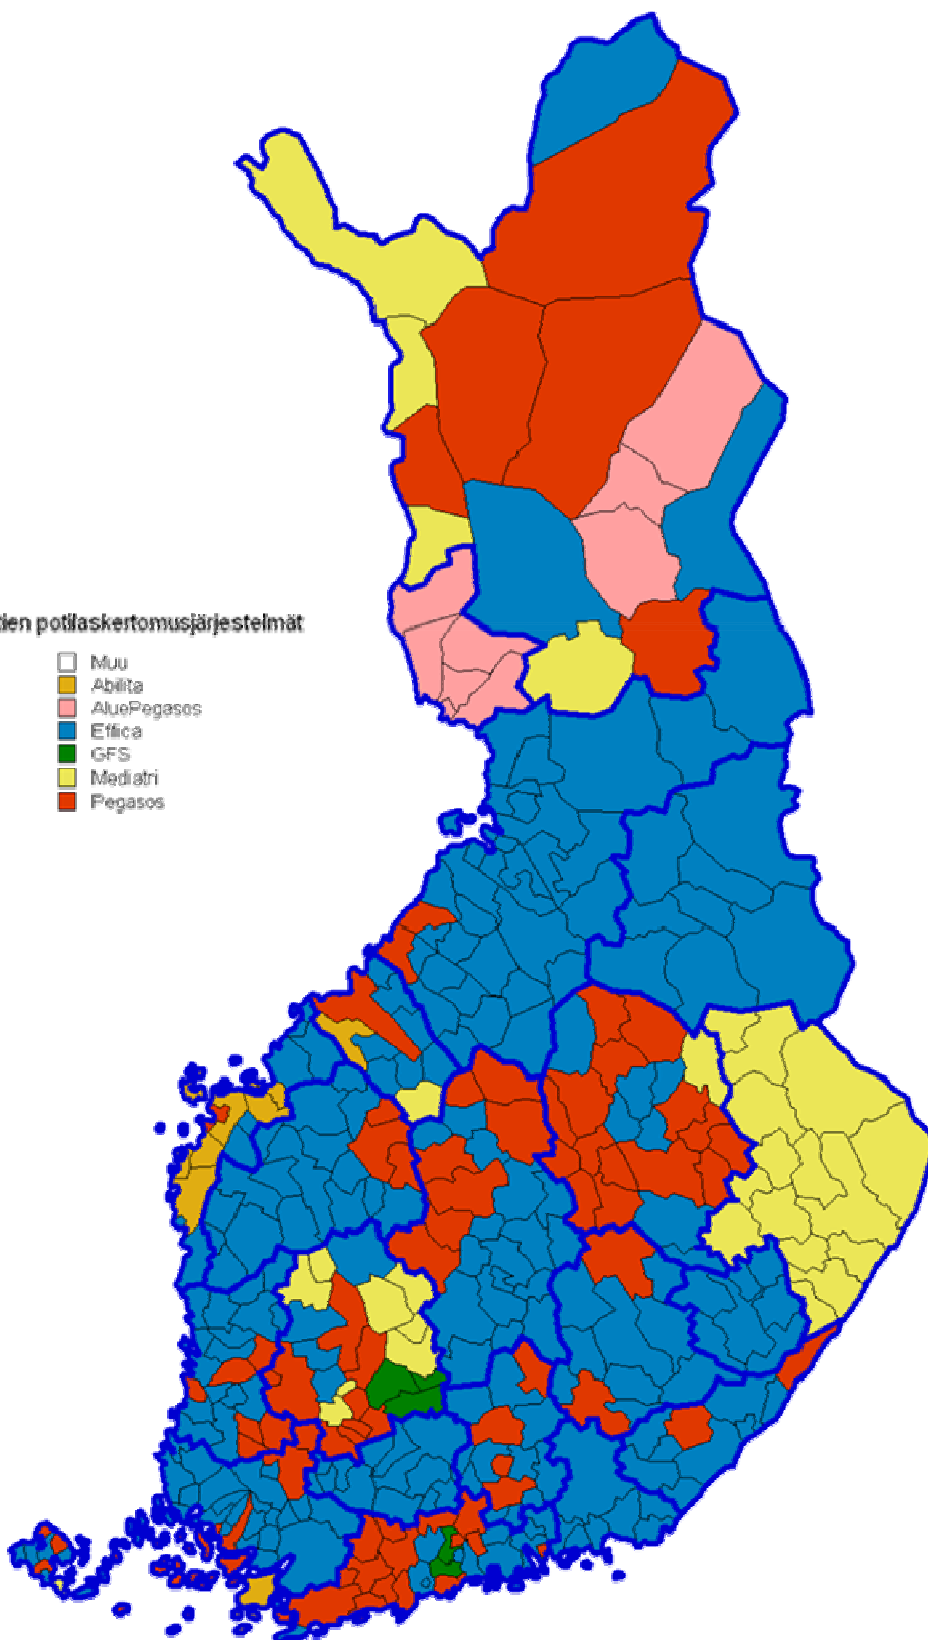 tien potilaskertomusjärjestelmät
Muu
Abilita
AluePegasos
Effica
GFS
Mediatri
Pegasos